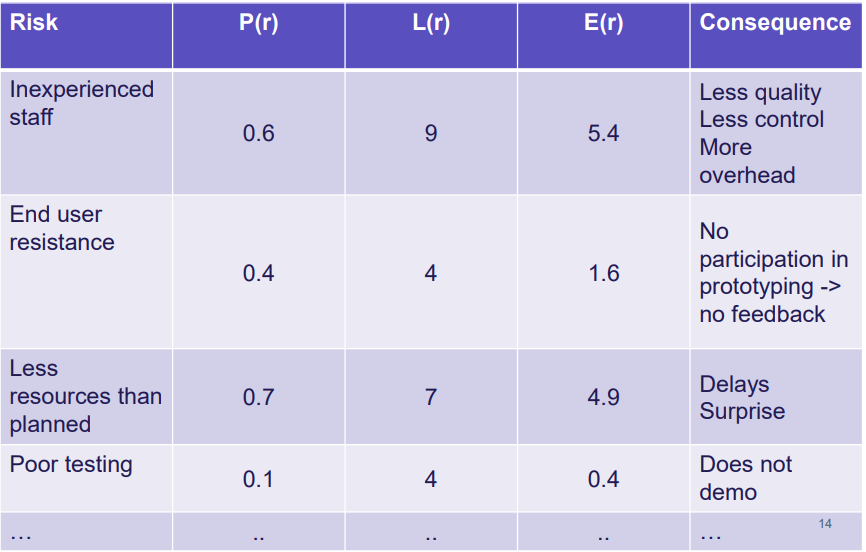 Risk P(r) L(r) E(r) Consequence
Inexperienced
staff
0.6 9 5.4
Less quality
Less control
More
overhead
End user
resistance
0.4 4 1.6
No
participation in
prototyping ->
no feedback
Less
resources than
planned
0.7 7 4.9
Delays
Surprise
Poor testing
0.1 4 0.4
Does not
demo
… .. .. .. …
14